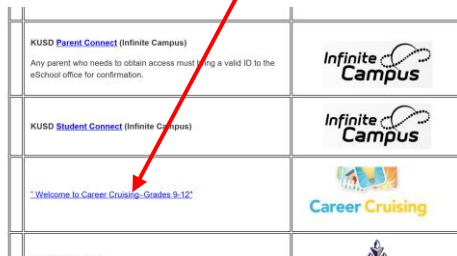 KUSD Parent Connect (Infinite Campus)
Any parent who needs to obtain access must bring a valid ID to the
eSchool office for confirmation.
Infinite
Campus
KUSD Student Connect (Infinite Campus)
Infinite
Campus
" Welcome to Career Cruising-Grades 9-12"
Career Cruising